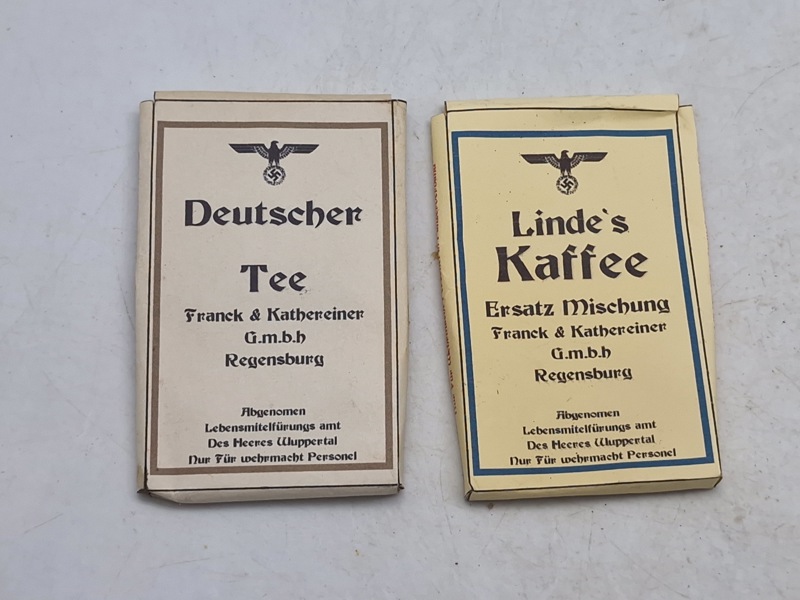 Deutscher
Tee
Franck & Kathereiner
G.m.b.h
Regensburg
Abgenomen
Lebensmitelfürungs amt
Des Heeres Wuppertal
Nur Für wehrmacht Personel
Linde's
Kaffee
Ersatz Mischung
Franck & Kathereiner
G.m.b.h
Regensburg
Abgenomen
Lebensmitelfürungs amt
Des Heeres Wuppertal
Nur Für wehrmacht Personel